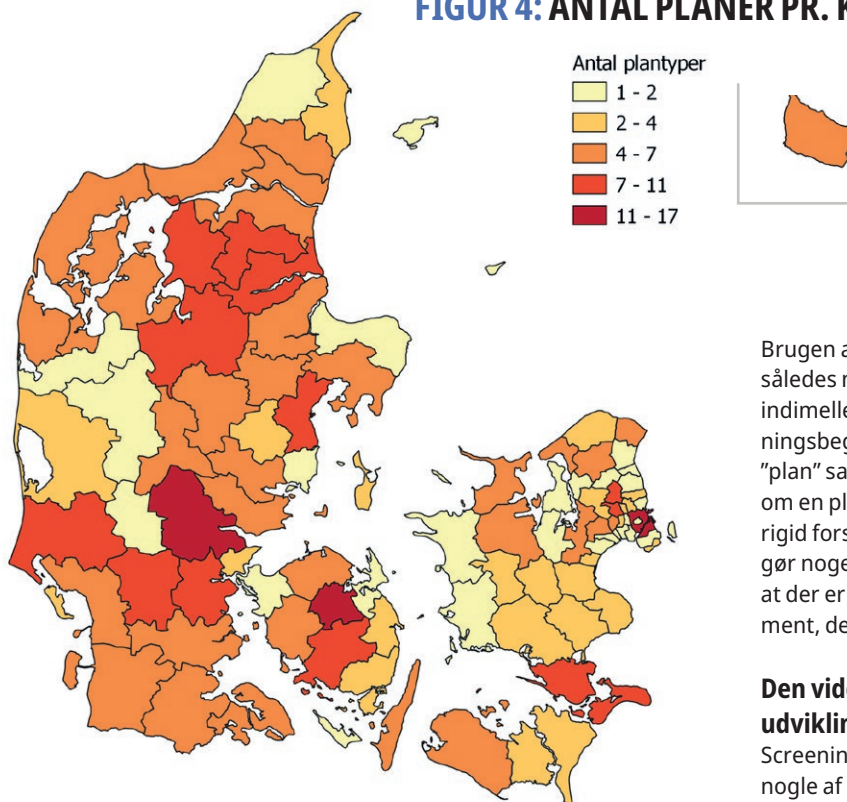 FIGUR 4: ANTAL PLANER PR. K
Antal plantyper
1 - 2
2 - 4
4 - 7
7 - 11
11 - 17
Brugen a
således
indimelle
ningsbeg
"plan" sa
om en pl
rigid fors
gør noge
at der er
ment, de
Den vid
udviklin
Screenin
nogle af